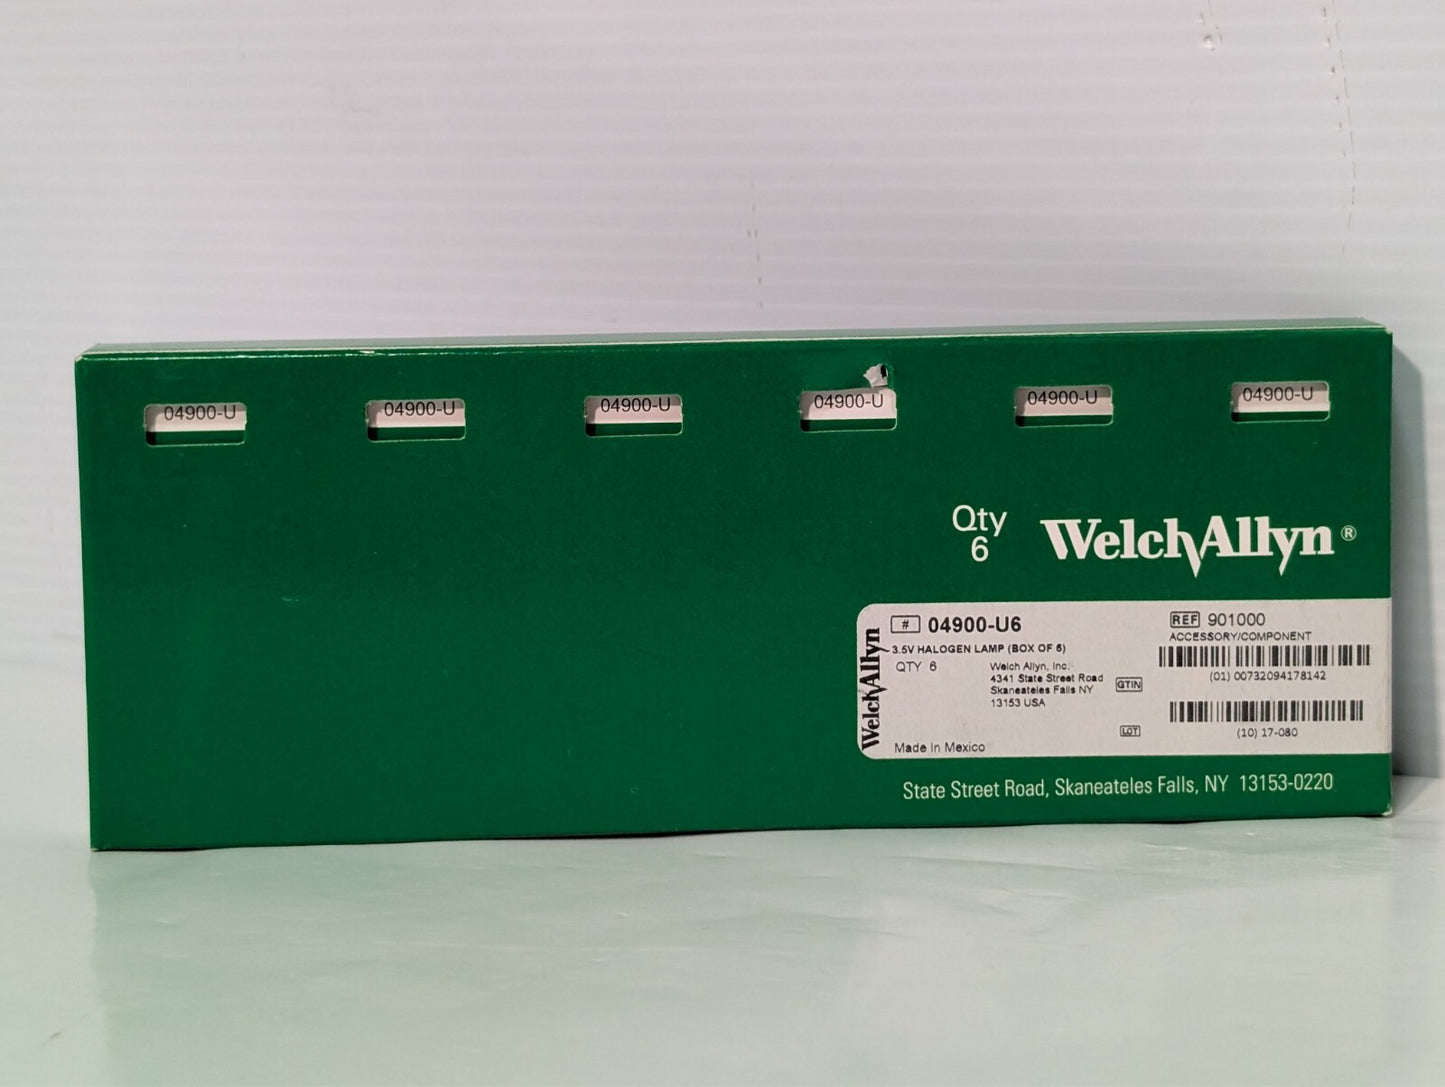 04900-U 04900-U 04900-U 04900-U 04900-U 04900-U
Qty
6
WelchAllyn®
WelchAllyn
# 04900-U6
3.5V HALOGEN LAMP (BOX OF 6)
QTY 6
Welch Allyn, Inc.
4341 State Street Road
Skaneateles Falls NY
13153 USA
Made in Mexico
REF 901000
ACCESSORY/COMPONENT
GTIN
(01) 00732094178142
LOT
(10) 17-080
State Street Road, Skaneateles Falls, NY 13153-0220